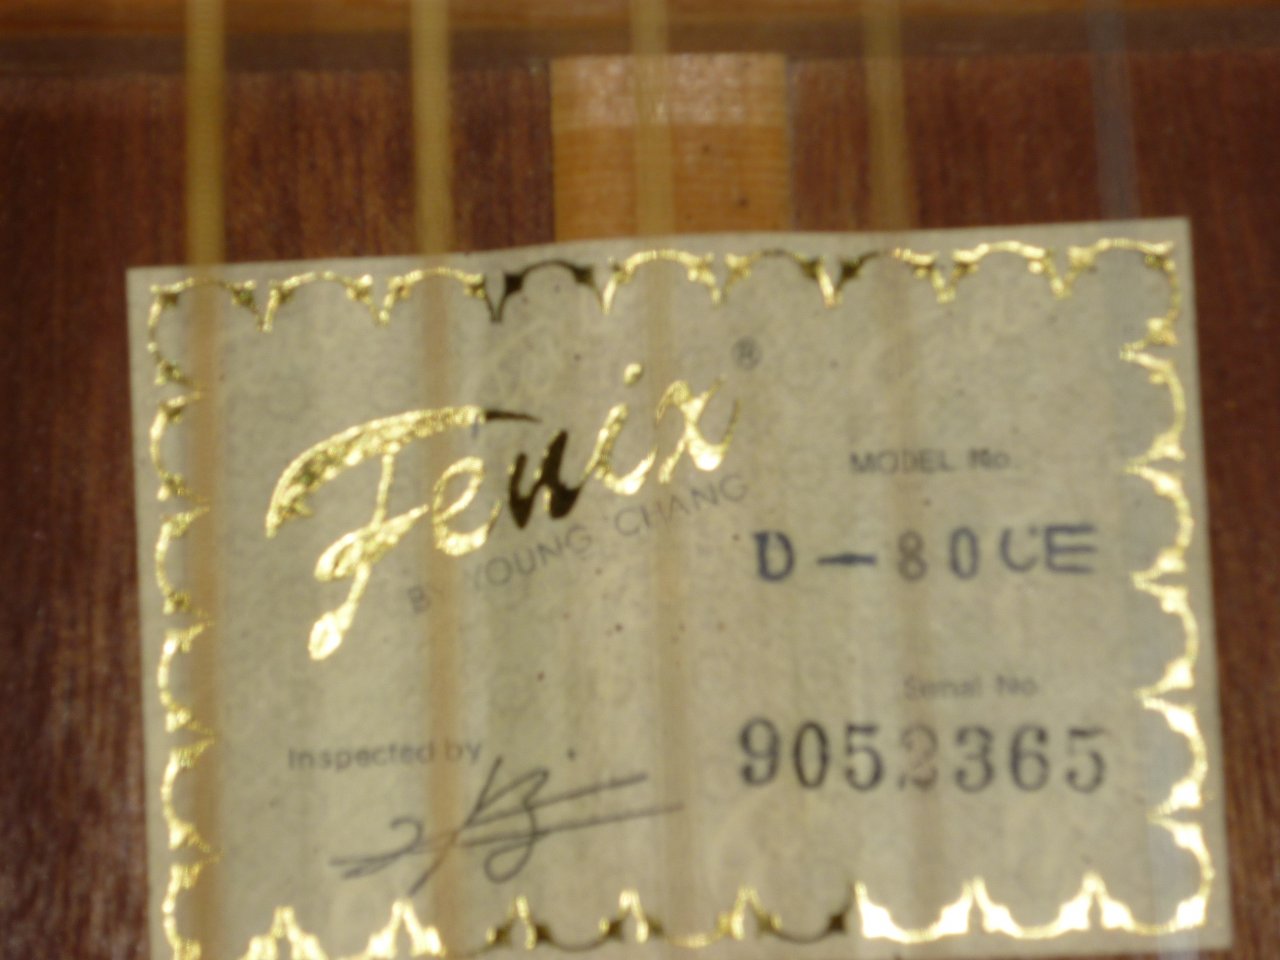 Fenix ®
BY YOUNG CHANG
MODEL No.
D-80CE
Serial No.
9052365
Inspected by